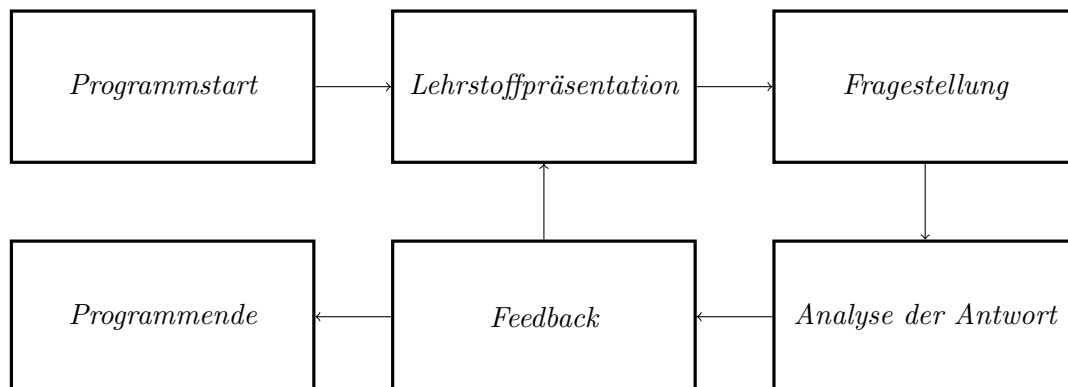 Programmstart
Lehrstoffpräsentation
Fragestellung
Programmende
Feedback
Analyse der Antwort